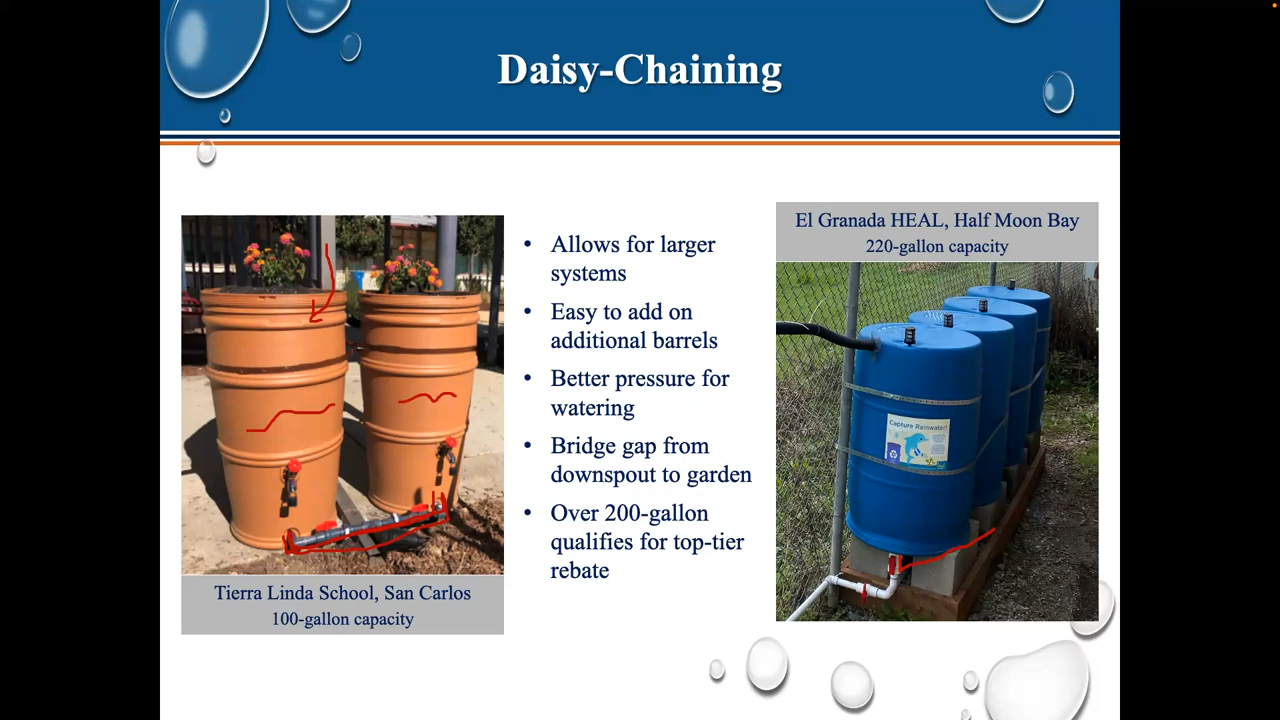 Daisy-Chaining
Tierra Linda School, San Carlos
100-gallon capacity
• Allows for larger
systems
• Easy to add on
additional barrels
• Better pressure for
watering
• Bridge gap from
downspout to garden
• Over 200-gallon
qualifies for top-tier
rebate
El Granada HEAL, Half Moon Bay
220-gallon capacity
Capture Rainwater!